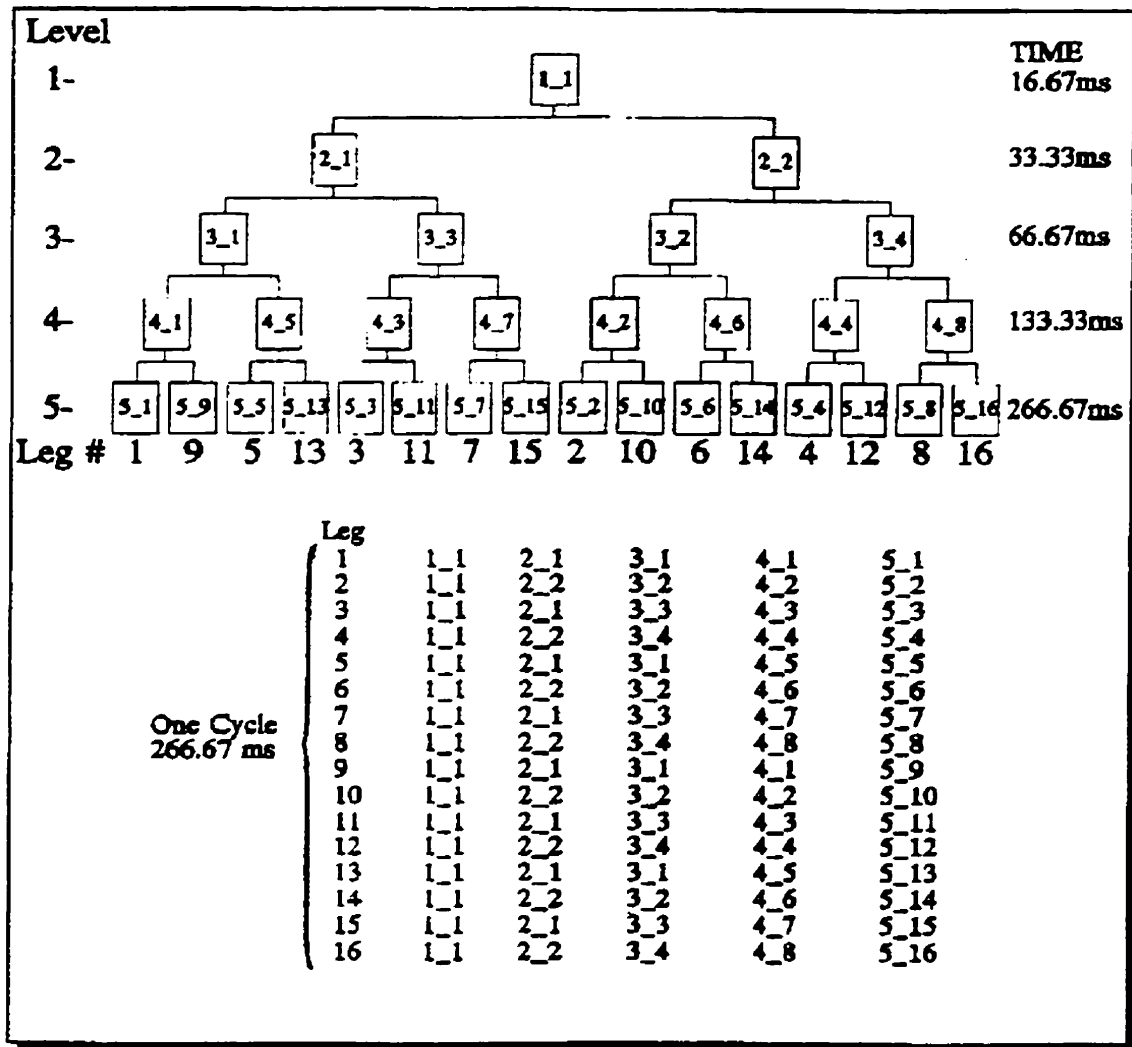 Level
TIME
1- 1_1 16.67ms
2- 2_1 2_2 33.33ms
3- 3_1 3_3 3_2 3_4 66.67ms
4- 4_1 4_5 4_3 4_7 4_2 4_6 4_4 4_8 133.33ms
5- 5_1 5_9 5_5 5_13 5_3 5_11 5_7 5_15 5_2 5_10 5_6 5_14 5_4 5_12 5_8 5_16 266.67ms
Leg # 1 9 5 13 3 11 7 15 2 10 6 14 4 12 8 16
Leg
1 1_1 2_1 3_1 4_1 5_1
2 1_1 2_2 3_2 4_2 5_2
3 1_1 2_1 3_3 4_3 5_3
4 1_1 2_2 3_4 4_4 5_4
5 1_1 2_1 3_1 4_5 5_5
6 1_1 2_2 3_2 4_6 5_6
7 1_1 2_1 3_3 4_7 5_7
One Cycle
266.67 ms
8 1_1 2_2 3_4 4_8 5_8
9 1_1 2_1 3_1 4_1 5_9
10 1_1 2_2 3_2 4_2 5_10
11 1_1 2_1 3_3 4_3 5_11
12 1_1 2_2 3_4 4_4 5_12
13 1_1 2_1 3_1 4_5 5_13
14 1_1 2_2 3_2 4_6 5_14
15 1_1 2_1 3_3 4_7 5_15
16 1_1 2_2 3_4 4_8 5_16